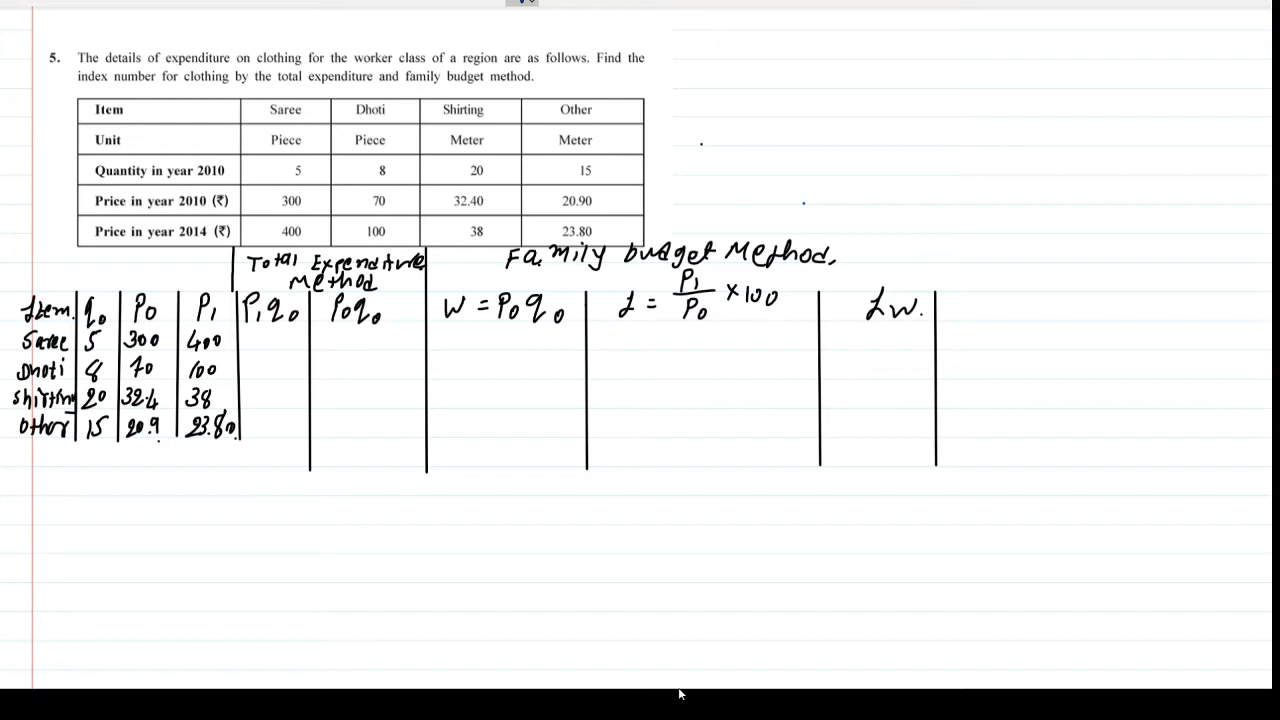 5. The details of expenditure on clothing for the worker class of a region are as follows. Find the
index number for clothing by the total expenditure and family budget method.
Item Saree Dhoti Shirting Other
Unit Piece Piece Meter Meter
Quantity in year 2010 5 8 20 15
Price in year 2010 (₹) 300 70 32.40 20.90
Price in year 2014 (₹) 400 100 38 23.80
Total Expenditure Method
Family budget Method.
Item. q₀ P₀ P₁ P₁q₀ P₀q₀ W = P₀q₀ I = P₁/P₀ × 100 IW.
Saree 5 300 400
Dhoti 8 70 100
Shirting 20 32.4 38
Other 15 20.9 23.80